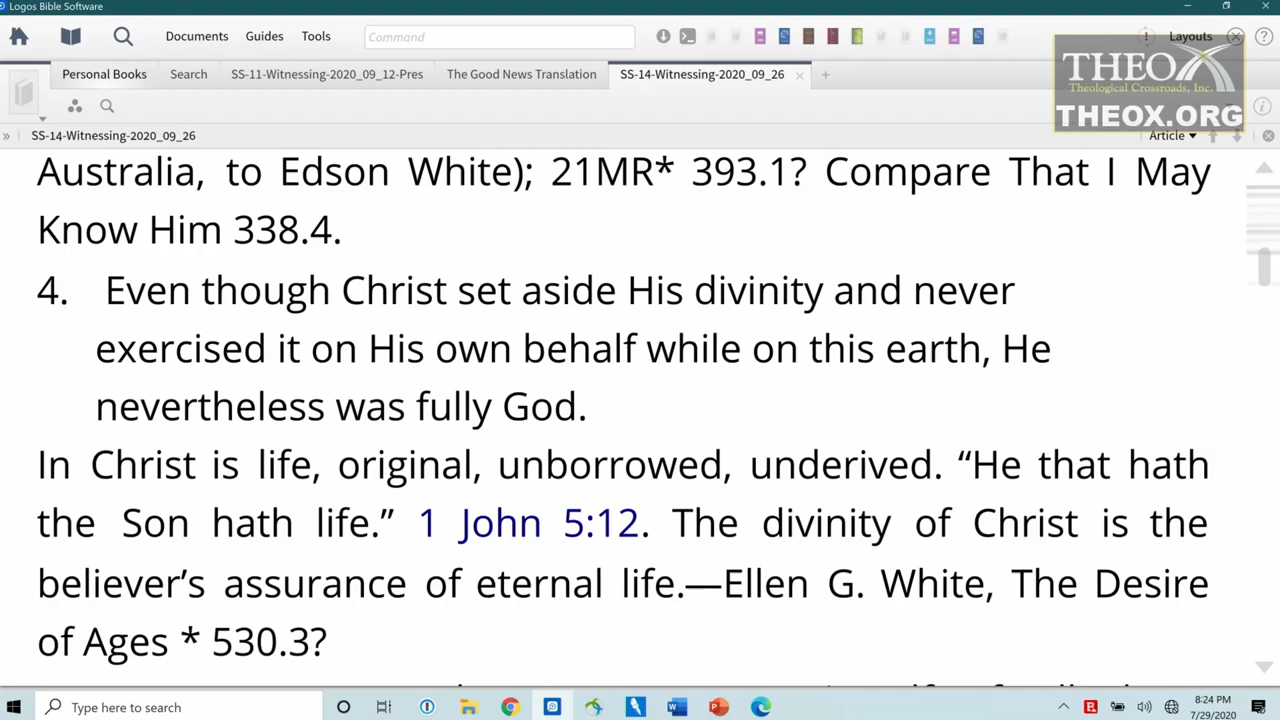 Logos Bible Software
Documents Guides Tools Command Layouts
Personal Books Search SS-11-Witnessing-2020_09_12-Pres The Good News Translation SS-14-Witnessing-2020_09_26
THEOX
Theological Crossroads, Inc.
THEOX.ORG
SS-14-Witnessing-2020_09_26 Article
Australia, to Edson White); 21MR* 393.1? Compare That I May
Know Him 338.4.
4. Even though Christ set aside His divinity and never
exercised it on His own behalf while on this earth, He
nevertheless was fully God.
In Christ is life, original, unborrowed, underived. “He that hath
the Son hath life.” 1 John 5:12. The divinity of Christ is the
believer’s assurance of eternal life.—Ellen G. White, The Desire
of Ages * 530.3?
Type here to search
8:24 PM
7/29/2020